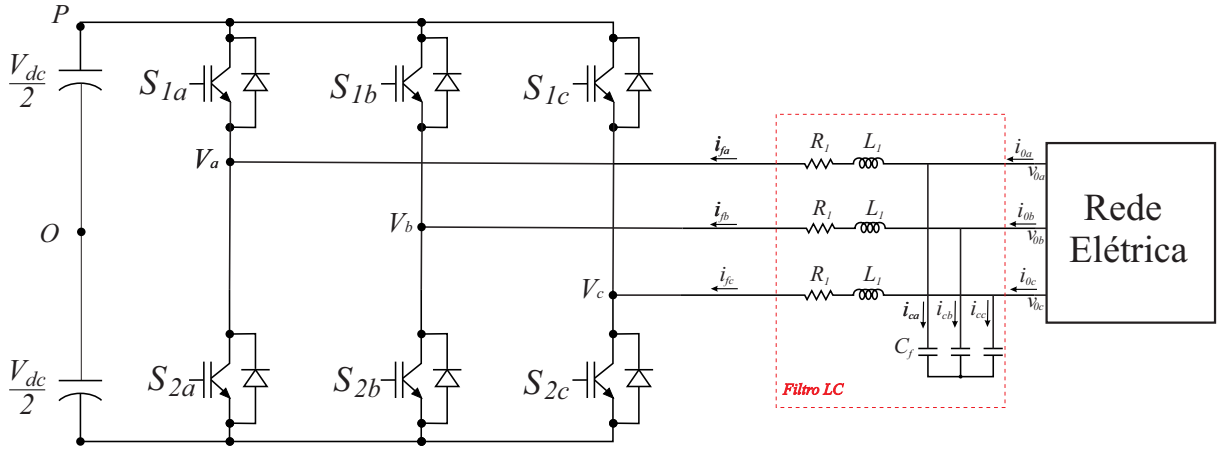 P
V_dc/2
S_1a
S_1b
S_1c
V_a
i_fa
R_1
L_1
i_0a
v_0a
O
V_b
i_fb
R_1
L_1
i_0b
v_0b
Rede
Elétrica
V_c
i_fc
R_1
L_1
i_0c
v_0c
i_ca
i_cb
i_cc
C_f
V_dc/2
S_2a
S_2b
S_2c
Filtro LC